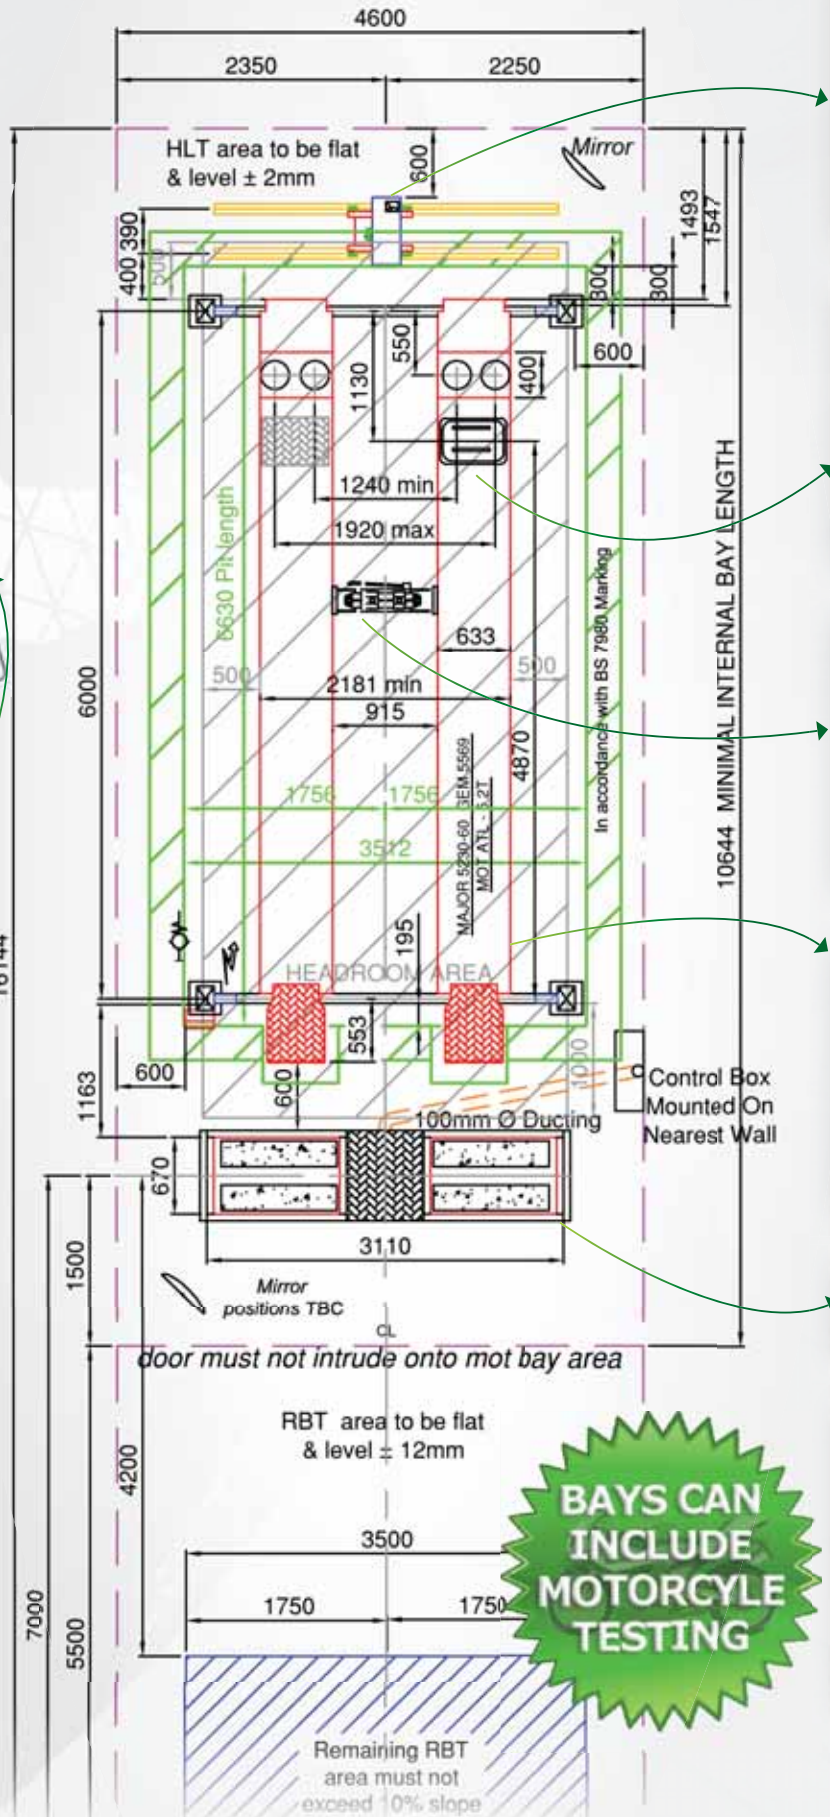 4600
2350
2250
HLT area to be flat
& level ± 2mm
600
Mirror
1493
1547
390
400
500
300
300
600
550
400
1130
1240 min
1920 max
6630 Pit length
633
500
500
2181 min
915
6000
4870
In accordance with BS 7980 Marking
10644 MINIMAL INTERNAL BAY LENGTH
1756
1756
3512
MAJOR 5230-60 GEM-5569
MOT ATL -
195
HEADROOM AREA
16144
553
600
600
1163
1000
Control Box
Mounted On
Nearest Wall
100mm Ø Ducting
670
3110
1500
Mirror
positions TBC
CL
door must not intrude onto mot bay area
RBT area to be flat
& level ± 12mm
4200
3500
1750
1750
7000
5500
BAYS CAN
INCLUDE
MOTORCYLE
TESTING
Remaining RBT
area must not
exceed 10% slope